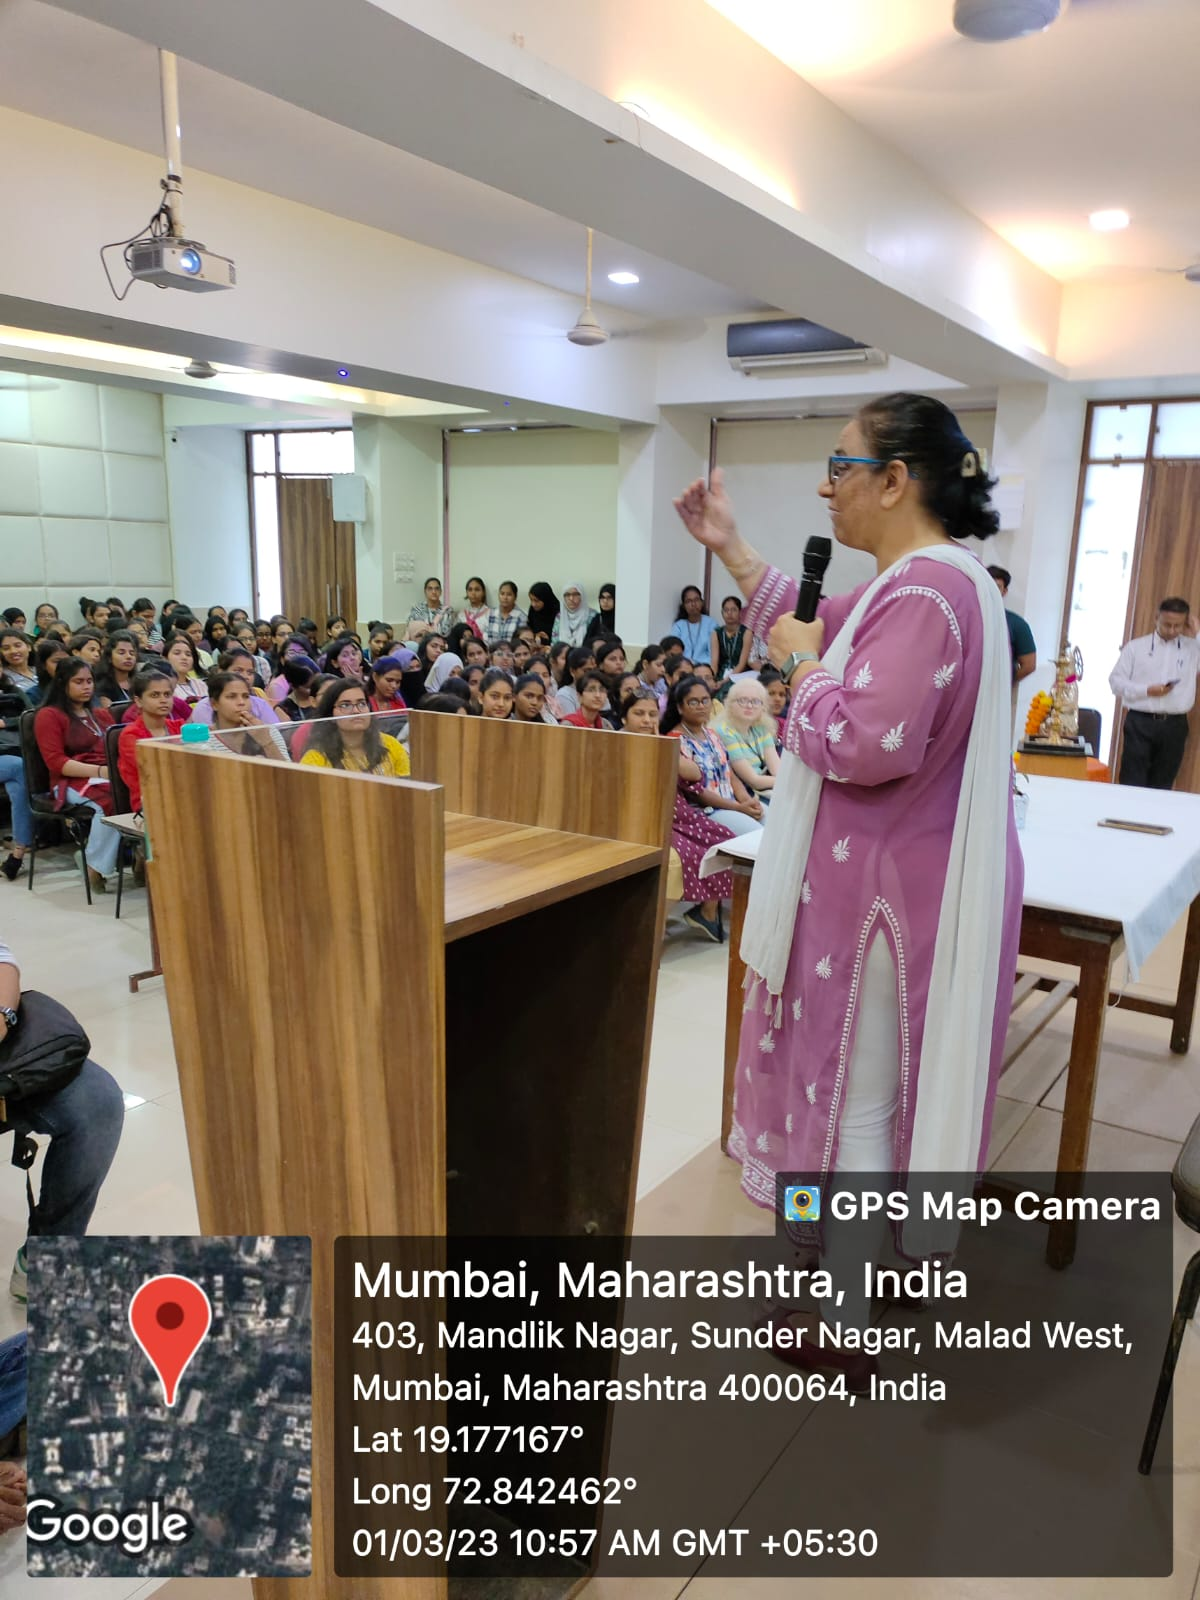 GPS Map Camera
Mumbai, Maharashtra, India
403, Mandlik Nagar, Sunder Nagar, Malad West,
Mumbai, Maharashtra 400064, India
Lat 19.177167°
Long 72.842462°
01/03/23 10:57 AM GMT +05:30
Google